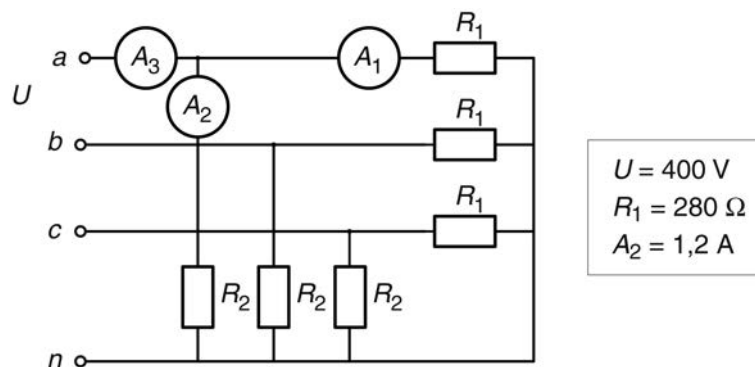 R₁
a A₃ A₁
U A₂
R₁
b
U = 400 V
R₁ = 280 Ω
A₂ = 1,2 A
R₁
c
R₂ R₂ R₂
n